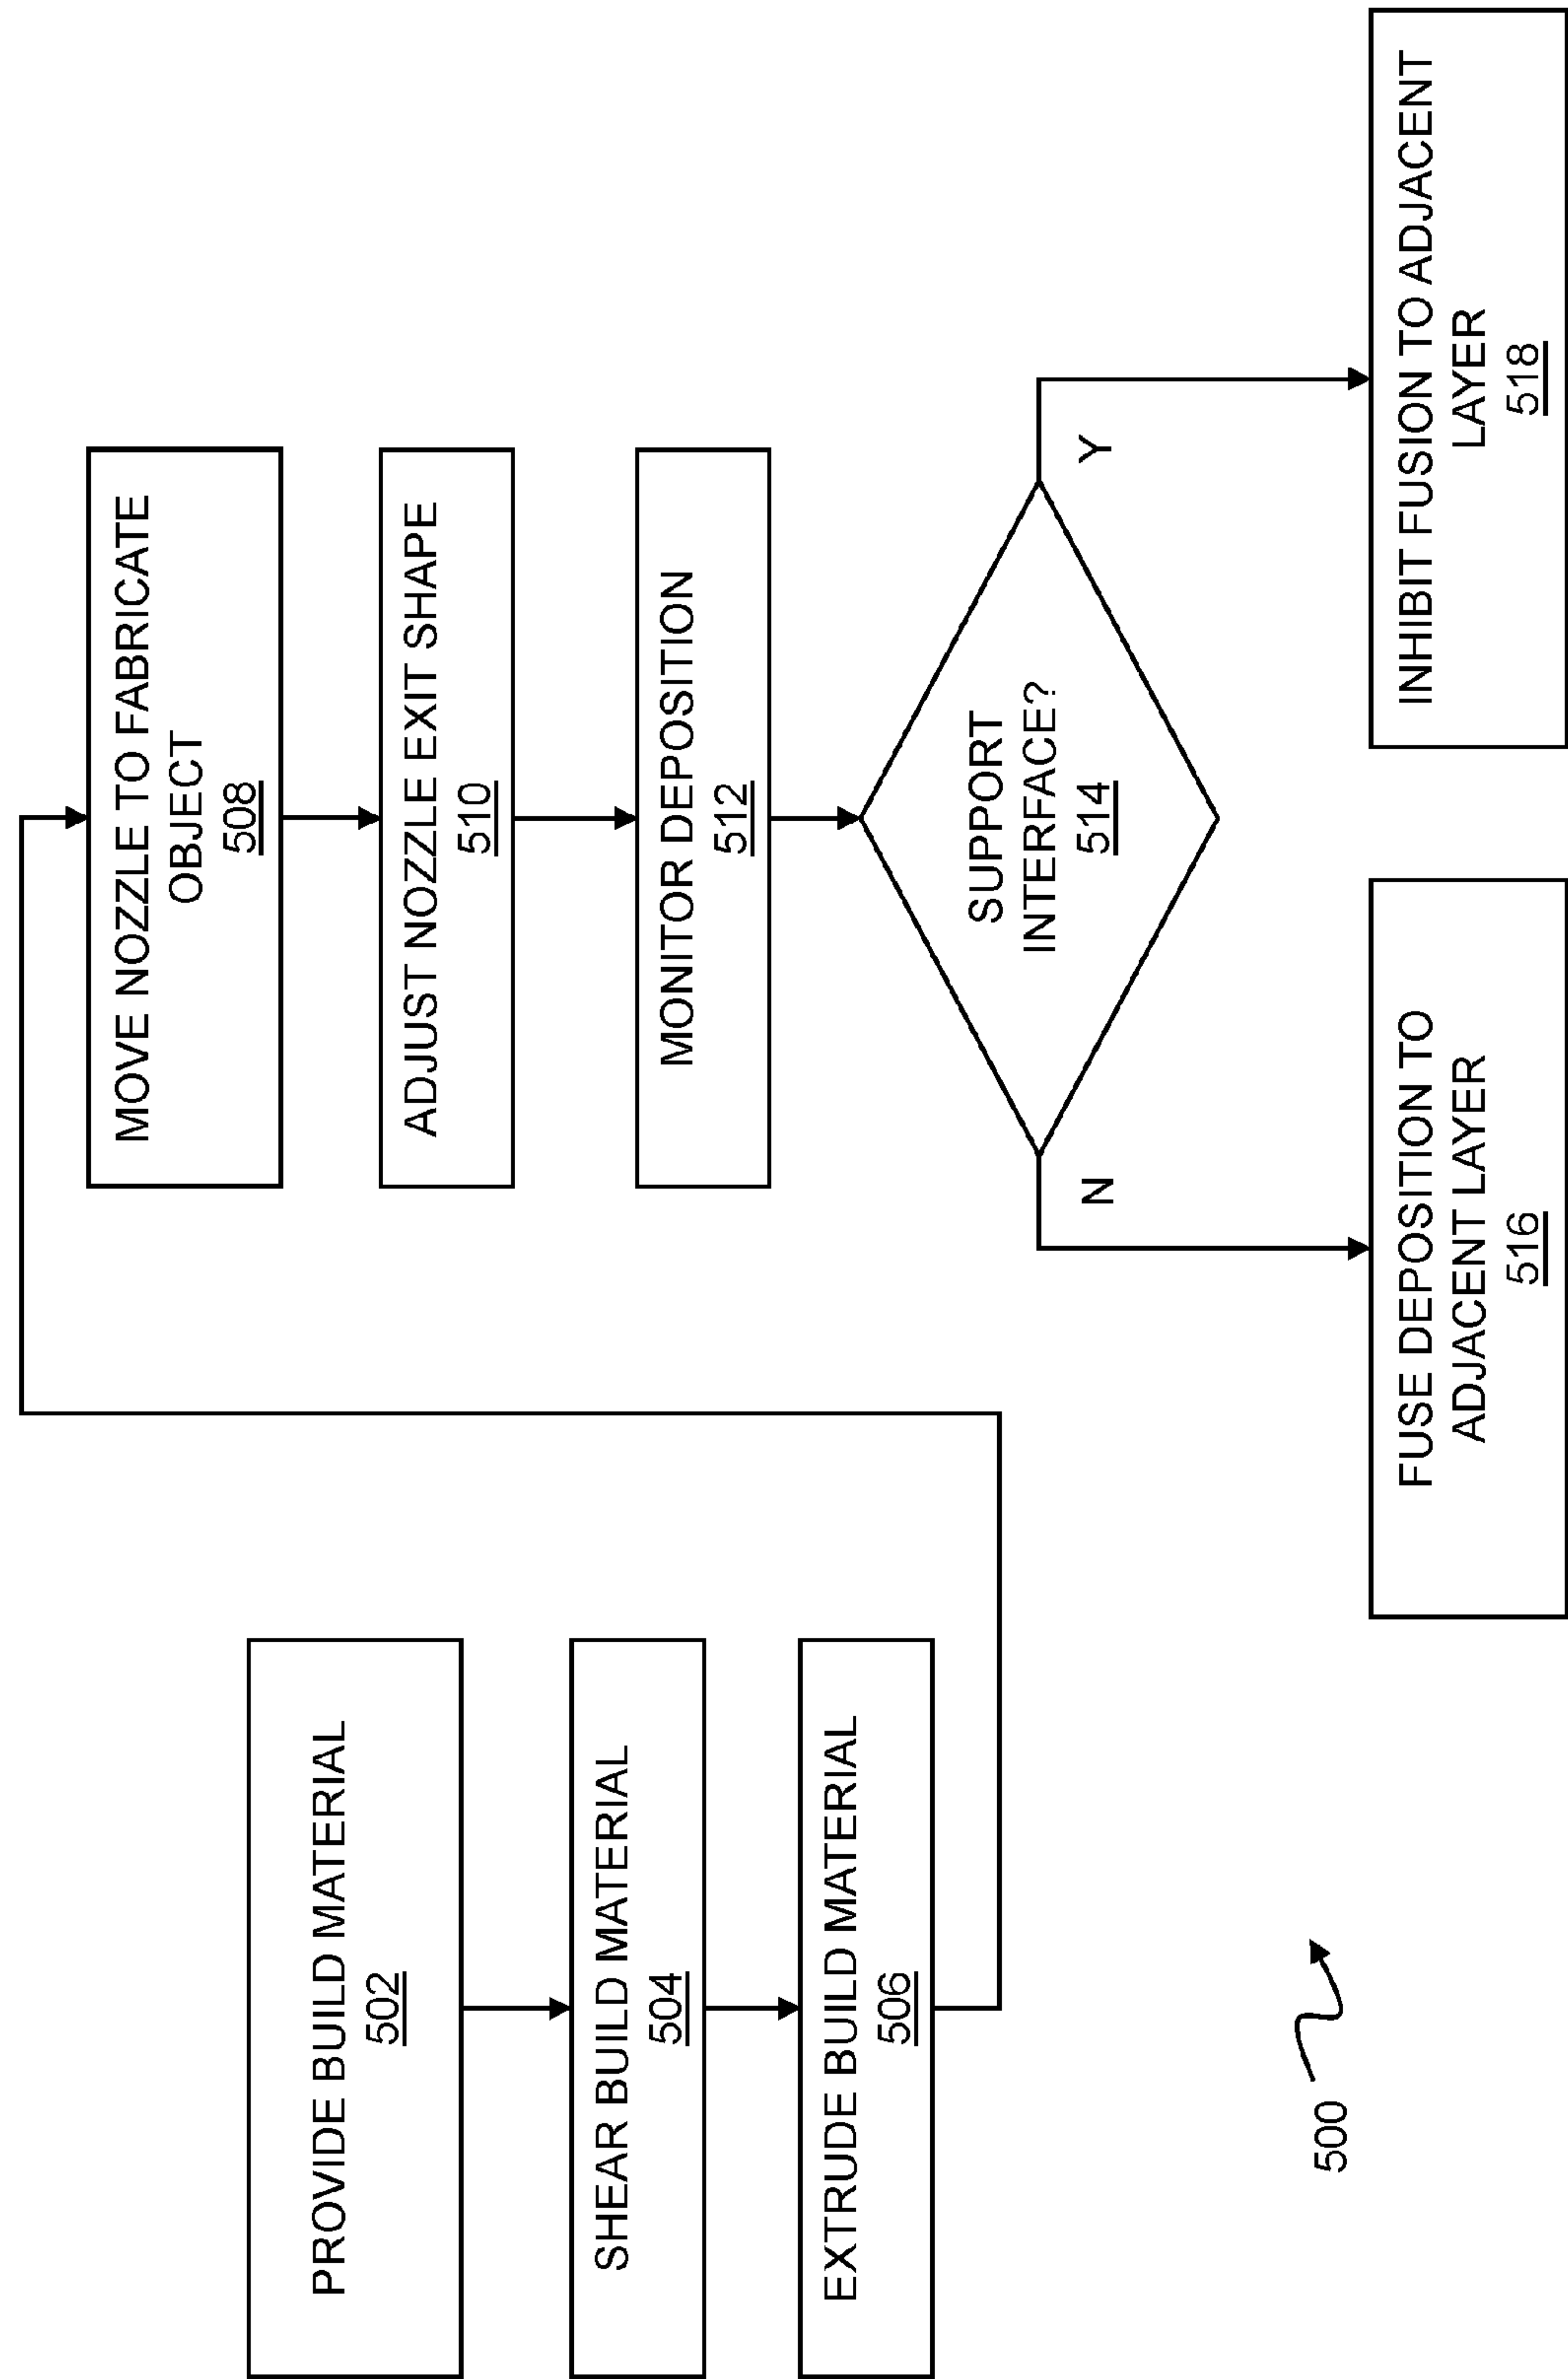 PROVIDE BUILD MATERIAL
502
SHEAR BUILD MATERIAL
504
EXTRUDE BUILD MATERIAL
506
MOVE NOZZLE TO FABRICATE
OBJECT
508
ADJUST NOZZLE EXIT SHAPE
510
MONITOR DEPOSITION
512
SUPPORT
INTERFACE?
514
N
Y
FUSE DEPOSITION TO
ADJACENT LAYER
516
INHIBIT FUSION TO ADJACENT
LAYER
518
500